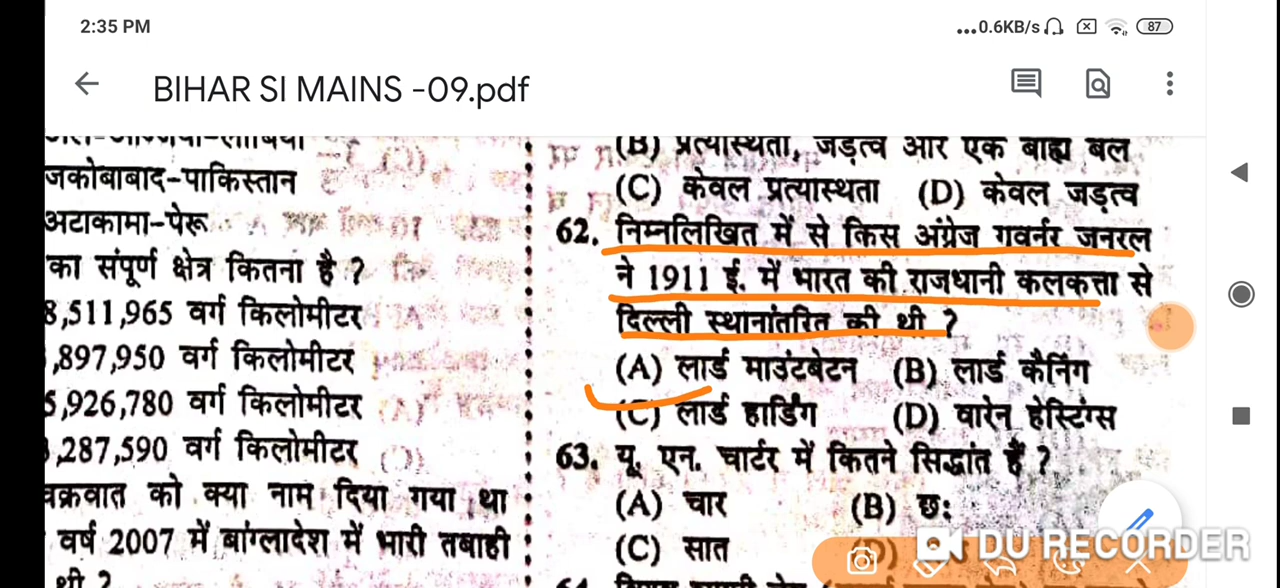 2:35 PM
...0.6KB/s 87
BIHAR SI MAINS -09.pdf
जकोबाबाद-पाकिस्तान
अटाकामा-पेरू
का संपूर्ण क्षेत्र कितना है ?
8,511,965 वर्ग किलोमीटर
,897,950 वर्ग किलोमीटर
5,926,780 वर्ग किलोमीटर
,287,590 वर्ग किलोमीटर
चक्रवात को क्या नाम दिया गया था
वर्ष 2007 में बांग्लादेश में भारी तबाही
थी ?
(B) प्रत्यास्थता, जड़त्व और एक बाह्य बल
(C) केवल प्रत्यास्थता (D) केवल जड़त्व
62. निम्नलिखित में से किस अंग्रेज गवर्नर जनरल
ने 1911 ई. में भारत की राजधानी कलकत्ता से
दिल्ली स्थानांतरित की थी ?
(A) लार्ड माउंटबेटन (B) लार्ड कैनिंग
(C) लार्ड हार्डिंग (D) वारेन हेस्टिंग्स
63. यू. एन. चार्टर में कितने सिद्धांत हैं ?
(A) चार (B) छः
(C) सात (D)
DU RECORDER